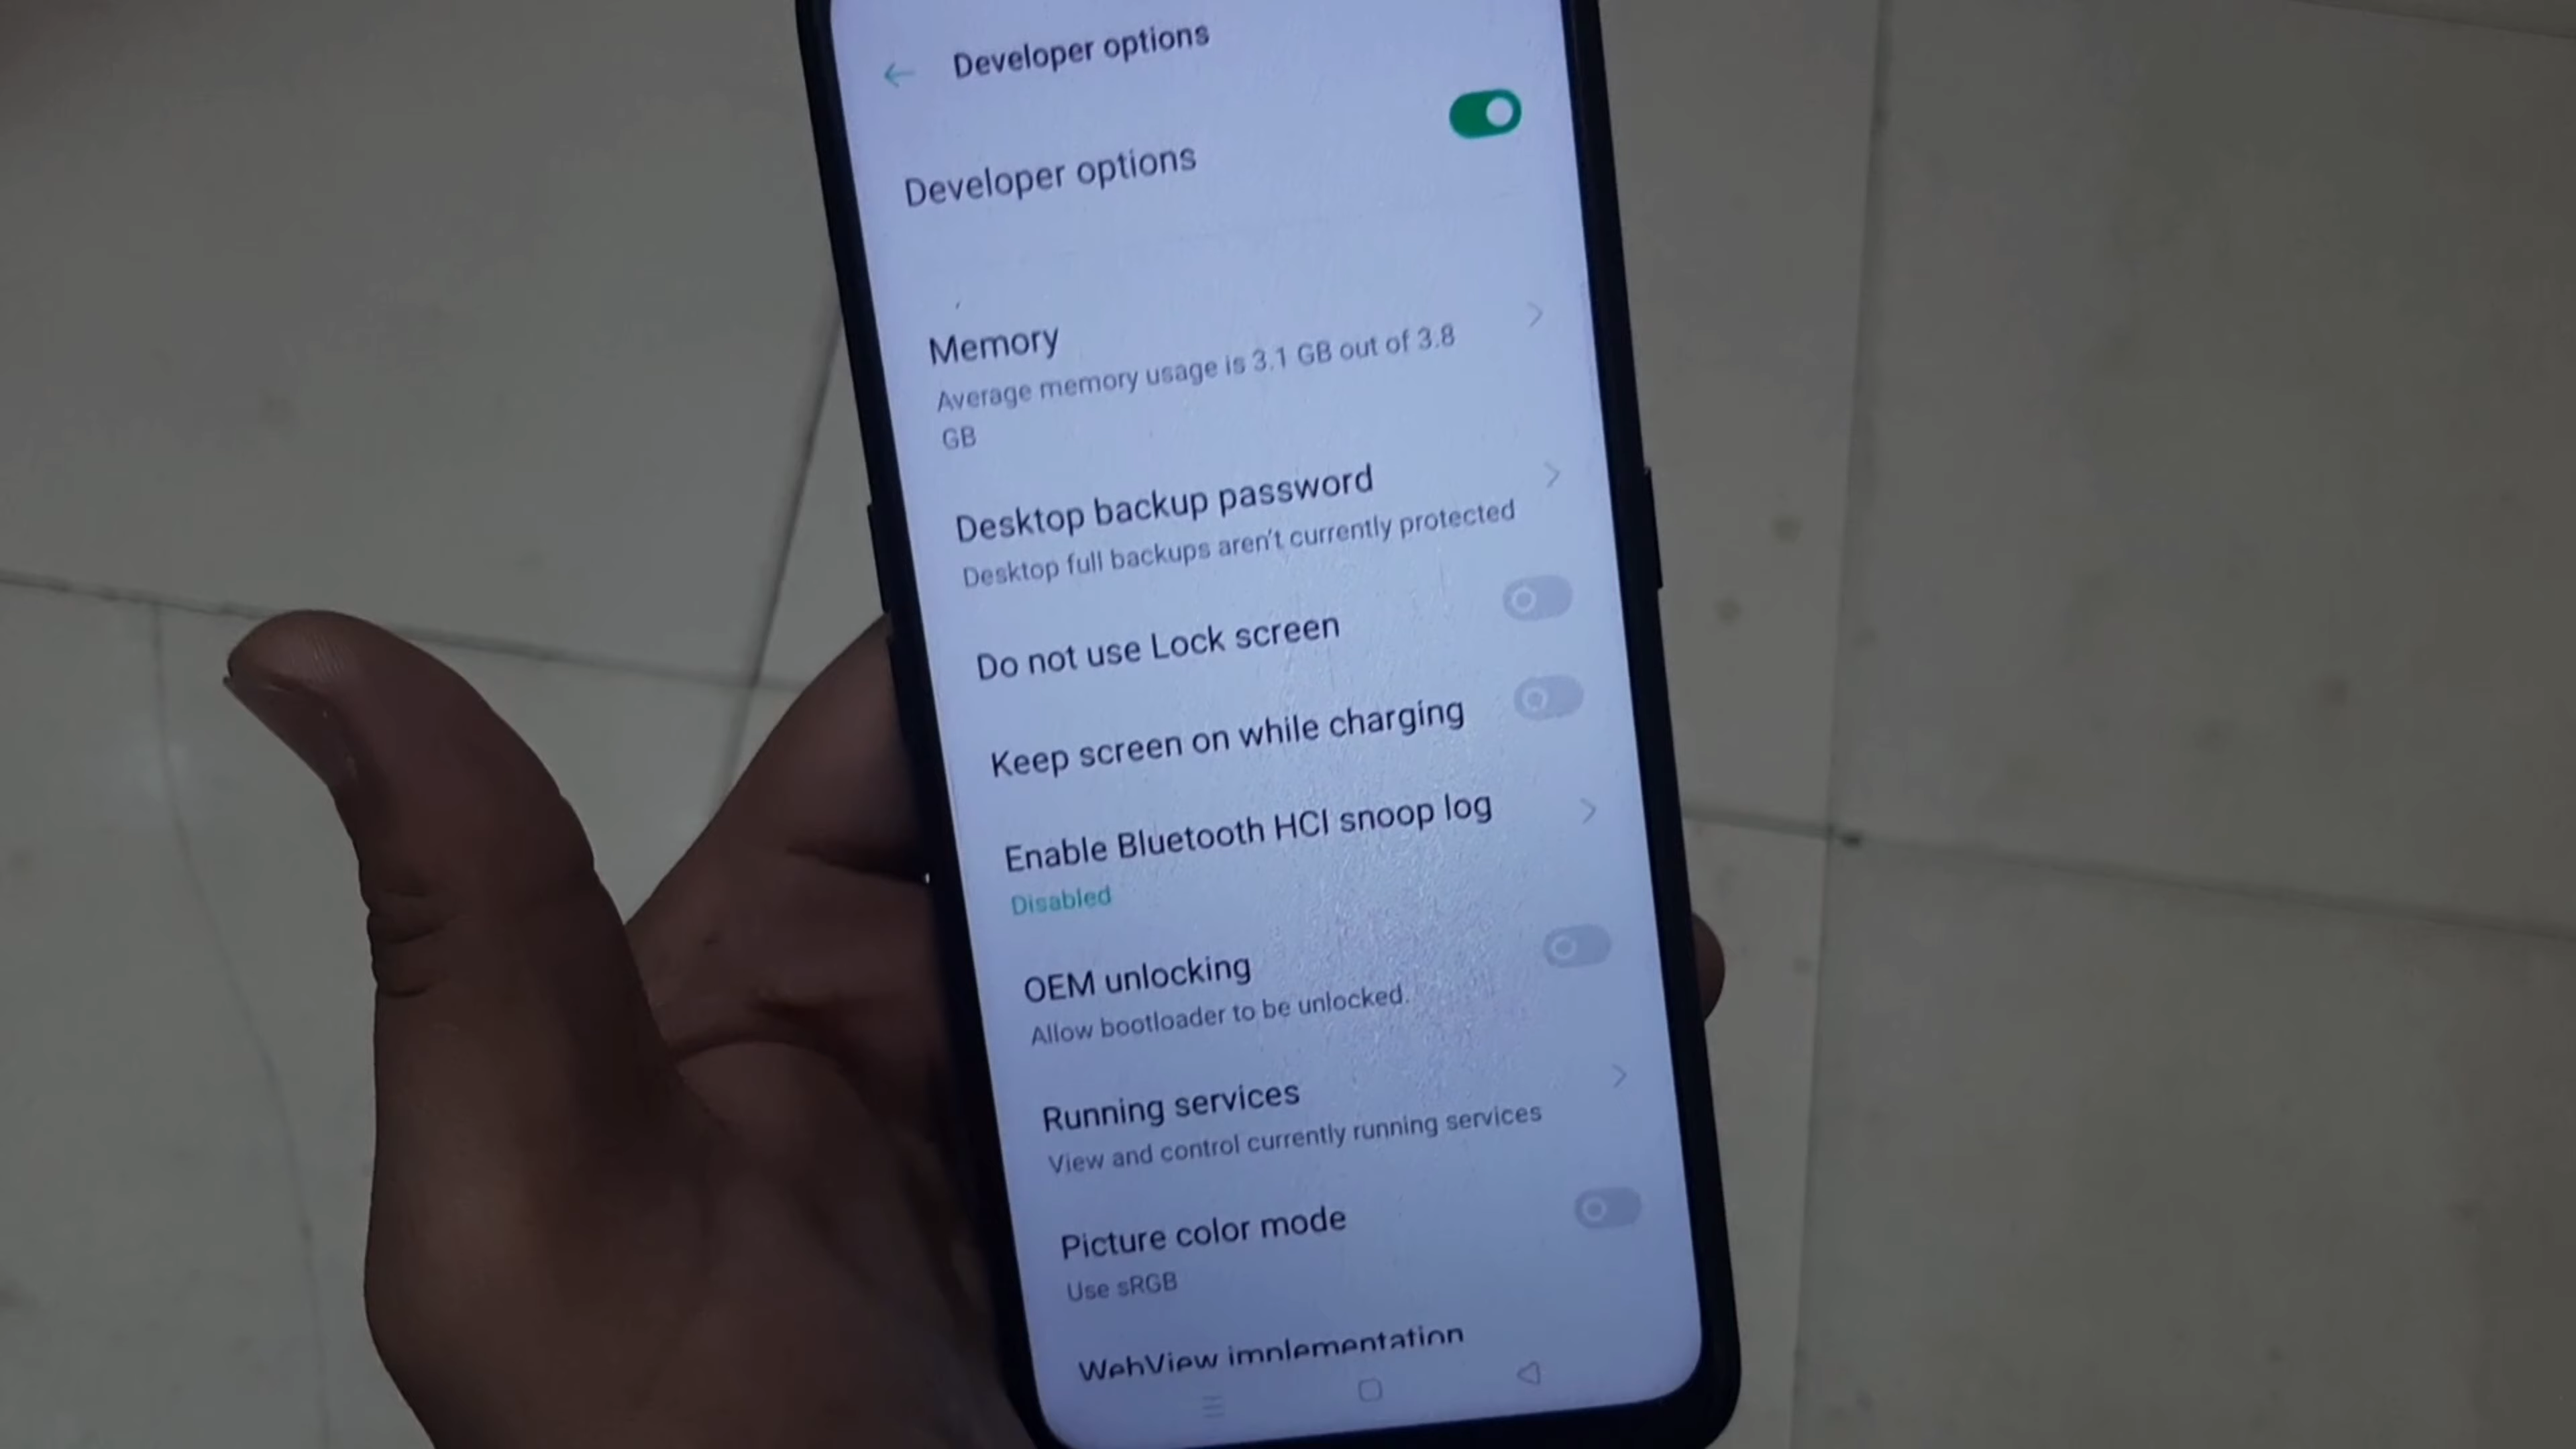 Developer options
Developer options
Memory
Average memory usage is 3.1 GB out of 3.8
GB
Desktop backup password
Desktop full backups aren't currently protected
Do not use Lock screen
Keep screen on while charging
Enable Bluetooth HCI snoop log
Disabled
OEM unlocking
Allow bootloader to be unlocked.
Running services
View and control currently running services
Picture color mode
Use sRGB
WebView implementation